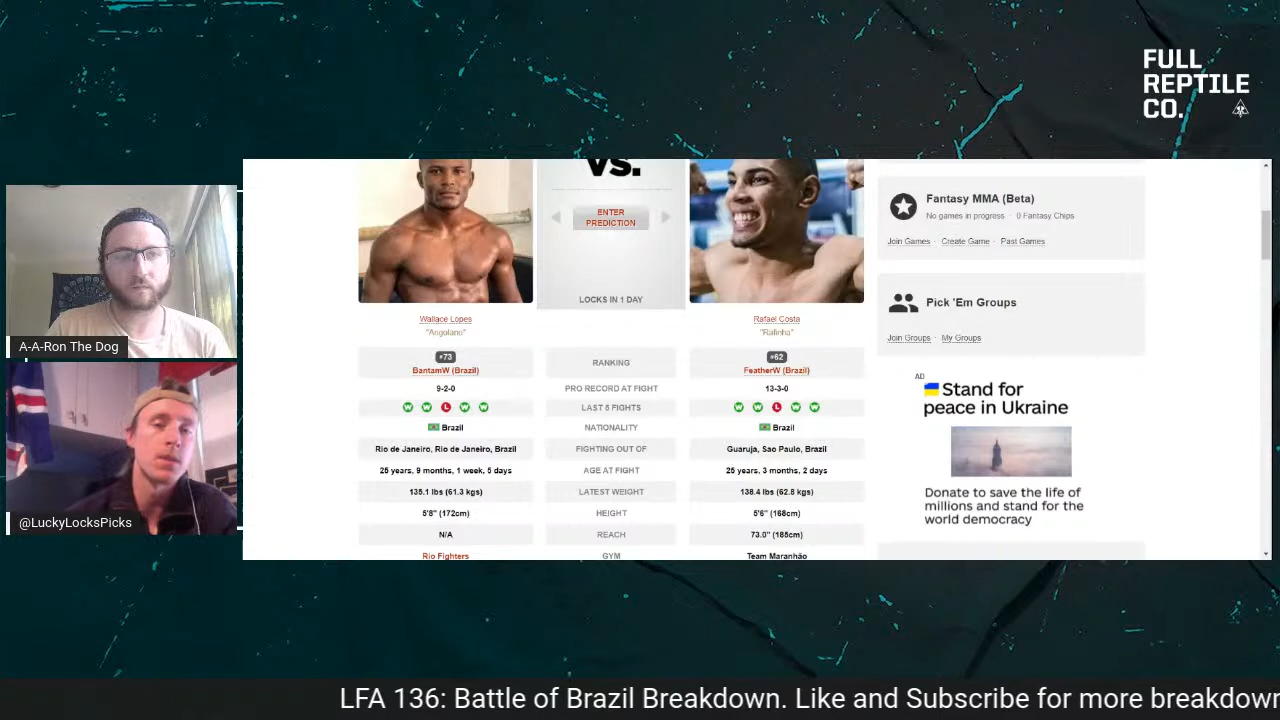 FULL
REPTILE
CO.
A-A-Ron The Dog
@LuckyLocksPicks
VS.
ENTER
PREDICTION
LOCKS IN 1 DAY
Wallace Lopes
"Angolano"
Rafael Costa
"Rafinha"
#73
BantamW (Brazil)
RANKING
#62
FeatherW (Brazil)
9-2-0
PRO RECORD AT FIGHT
13-3-0
W W L W W
LAST 5 FIGHTS
W W L W W
Brazil
NATIONALITY
Brazil
Rio de Janeiro, Rio de Janeiro, Brazil
FIGHTING OUT OF
Guaruja, Sao Paulo, Brazil
25 years, 9 months, 1 week, 5 days
AGE AT FIGHT
25 years, 3 months, 2 days
135.1 lbs (61.3 kgs)
LATEST WEIGHT
138.4 lbs (62.8 kgs)
5'8" (172cm)
HEIGHT
5'6" (168cm)
N/A
REACH
73.0" (185cm)
Rio Fighters
GYM
Team Maranhão
Fantasy MMA (Beta)
No games in progress · 0 Fantasy Chips
Join Games · Create Game · Past Games
Pick 'Em Groups
Join Groups · My Groups
AD
Stand for
peace in Ukraine
Donate to save the life of
millions and stand for the
world democracy
LFA 136: Battle of Brazil Breakdown. Like and Subscribe for more breakdown